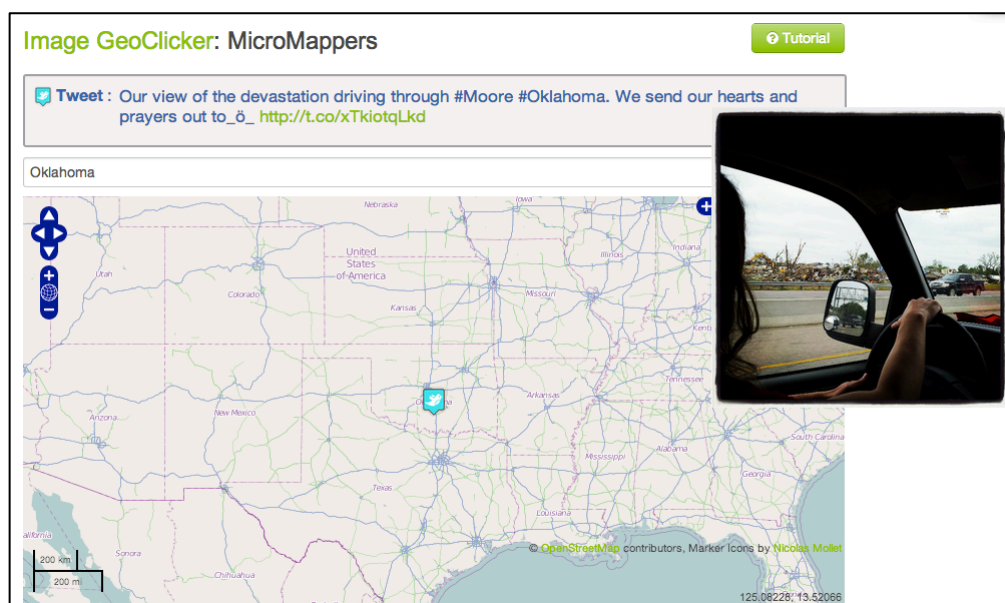 Image GeoClicker: MicroMappers
Tutorial
Tweet : Our view of the devastation driving through #Moore #Oklahoma. We send our hearts and
prayers out to_ö_ http://t.co/xTkiotqLkd
Oklahoma
Nebraska
Iowa
United
States
of America
Illinois
Indiana
Utah
Colorado
Kansas
Missouri
Arizona
New Mexico
Arkansas
Tennessee
South Carolina
Mississippi
Alabama
Georgia
Texas
Louisiana
Sonora
Chihuahua
© OpenStreetMap contributors, Marker Icons by Nicolas Mollet
200 km
200 mi
125.08228, 13.52066